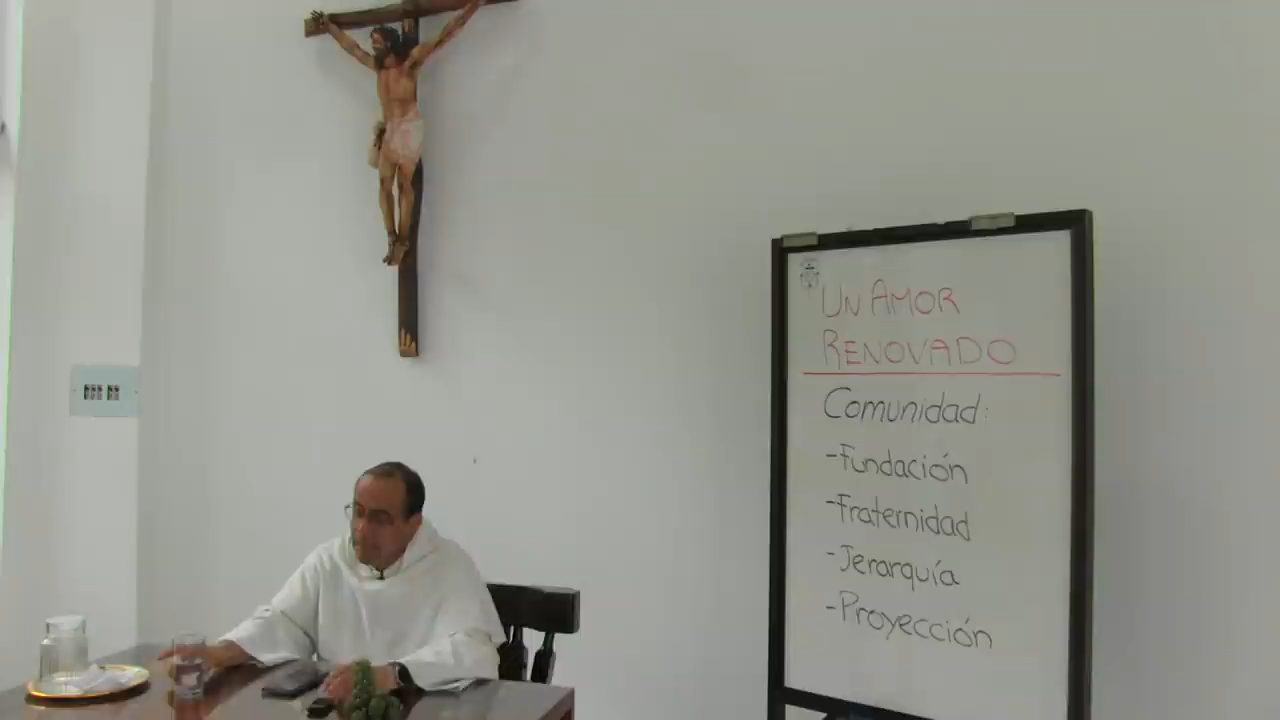 UN AMOR
RENOVADO
Comunidad:
-Fundación
-Fraternidad
-Jerarquía
-Proyección